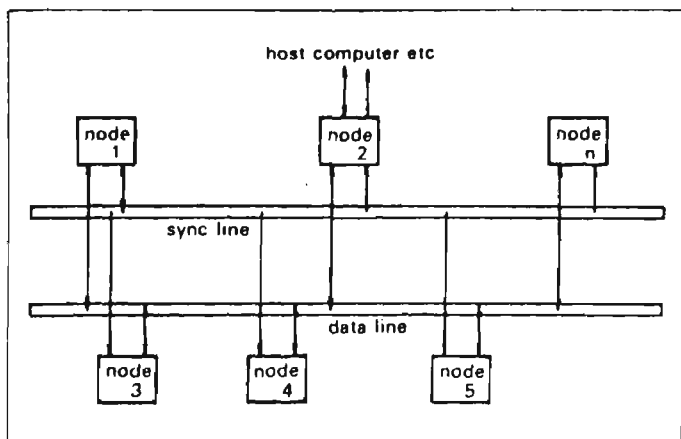 host computer etc
node
1
node
2
node
n
sync line
data line
node
3
node
4
node
5